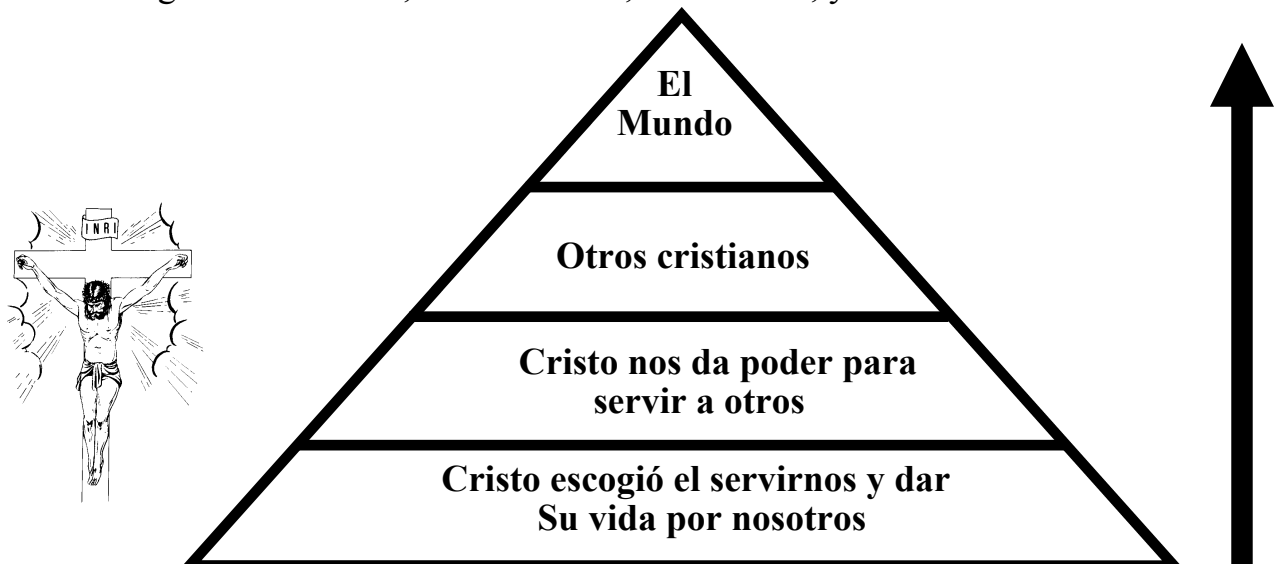 El
Mundo
INRI
Otros cristianos
Cristo nos da poder para
servir a otros
Cristo escogió el servirnos y dar
Su vida por nosotros